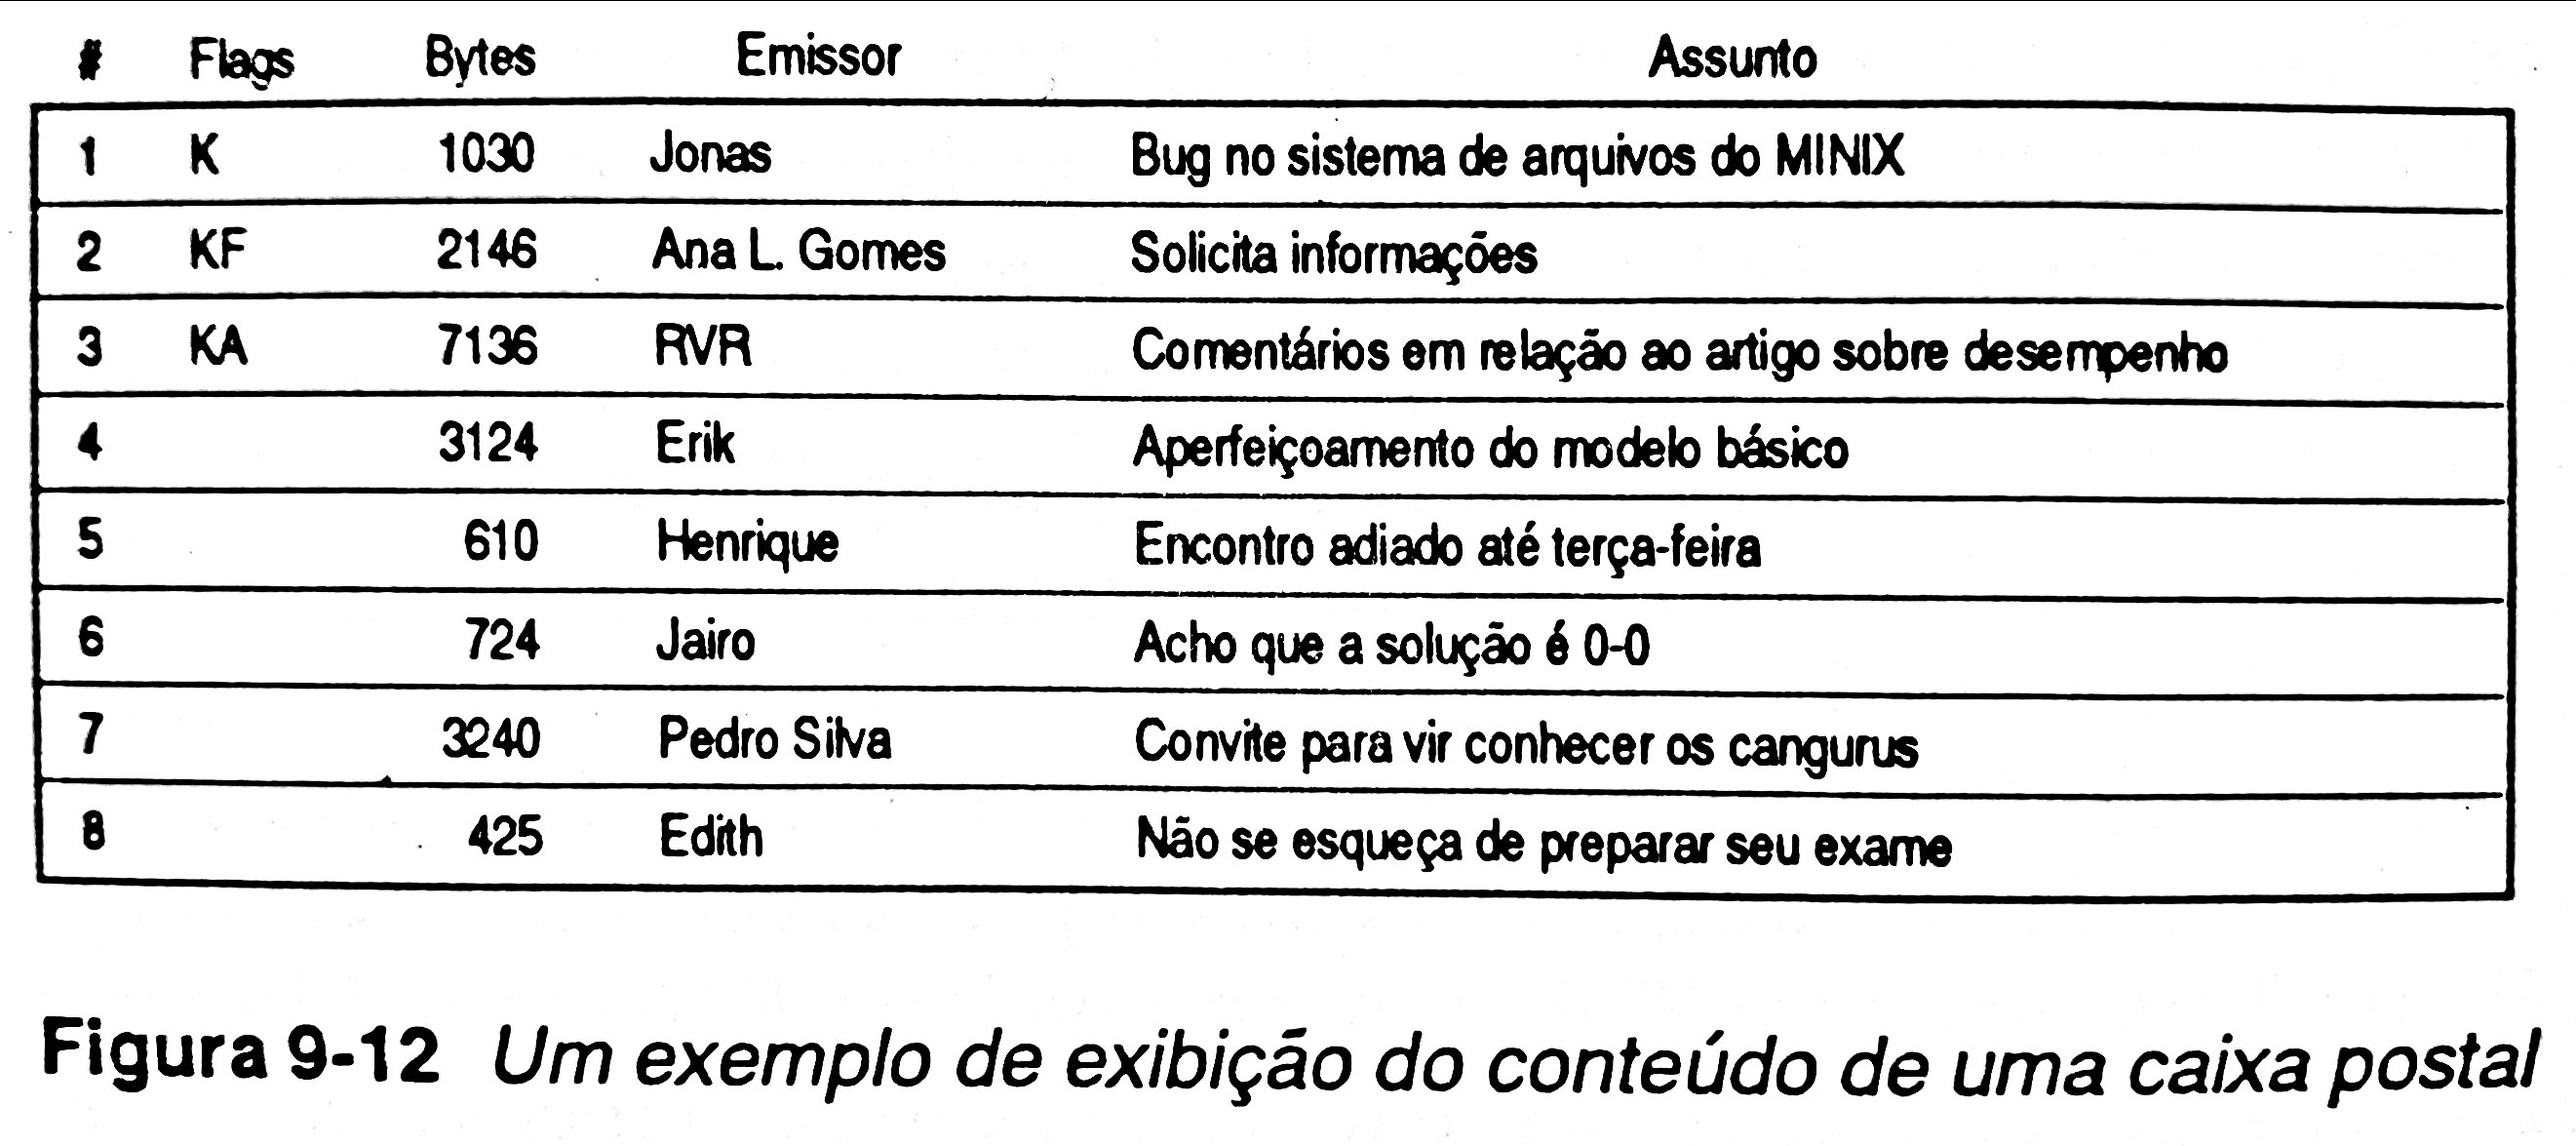 # Flags Bytes Emissor Assunto
1 K 1030 Jonas Bug no sistema de arquivos do MINIX
2 KF 2146 Ana L. Gomes Solicita informações
3 KA 7136 RVR Comentários em relação ao artigo sobre desempenho
4 3124 Erik Aperfeiçoamento do modelo básico
5 610 Henrique Encontro adiado até terça-feira
6 724 Jairo Acho que a solução é 0-0
7 3240 Pedro Silva Convite para vir conhecer os cangurus
8 425 Edith Não se esqueça de preparar seu exame
Figura 9-12 Um exemplo de exibição do conteúdo de uma caixa postal